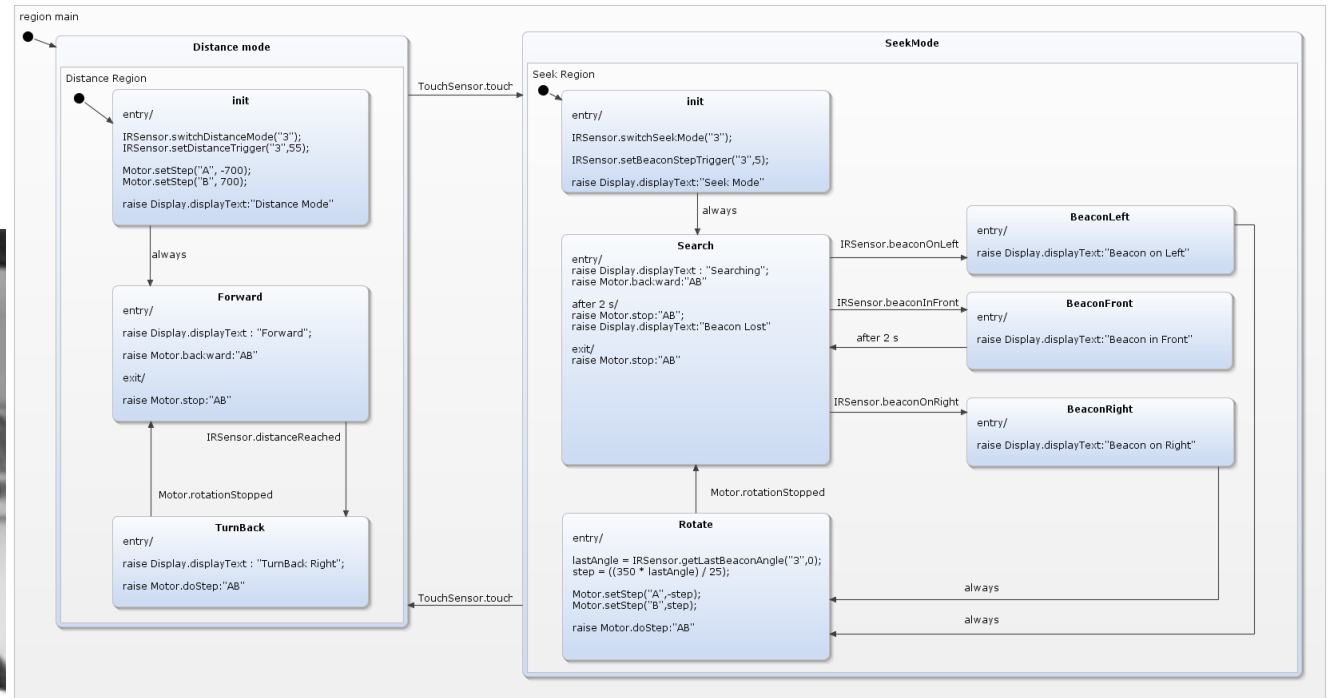 region main
Distance mode
Distance Region
init
entry/
IRSensor.switchDistanceMode("3");
IRSensor.setDistanceTrigger("3",55);
Motor.setStep("A", -700);
Motor.setStep("B", 700);
raise Display.displayText:"Distance Mode"
always
Forward
entry/
raise Display.displayText : "Forward";
raise Motor.backward:"AB"
exit/
raise Motor.stop:"AB"
IRSensor.distanceReached
Motor.rotationStopped
TurnBack
entry/
raise Display.displayText : "TurnBack Right";
raise Motor.doStep:"AB"
TouchSensor.touch
TouchSensor.touch
SeekMode
Seek Region
init
entry/
IRSensor.switchSeekMode("3");
IRSensor.setBeaconStepTrigger("3",5);
raise Display.displayText:"Seek Mode"
always
Search
entry/
raise Display.displayText : "Searching";
raise Motor.backward:"AB"
after 2 s/
raise Motor.stop:"AB";
raise Display.displayText:"Beacon Lost"
exit/
raise Motor.stop:"AB"
IRSensor.beaconOnLeft
BeaconLeft
entry/
raise Display.displayText:"Beacon on Left"
IRSensor.beaconInFront
after 2 s
BeaconFront
entry/
raise Display.displayText:"Beacon in Front"
IRSensor.beaconOnRight
BeaconRight
entry/
raise Display.displayText:"Beacon on Right"
Motor.rotationStopped
Rotate
entry/
lastAngle = IRSensor.getLastBeaconAngle("3",0);
step = ((350 * lastAngle) / 25);
Motor.setStep("A",-step);
Motor.setStep("B",step);
raise Motor.doStep:"AB"
always
always